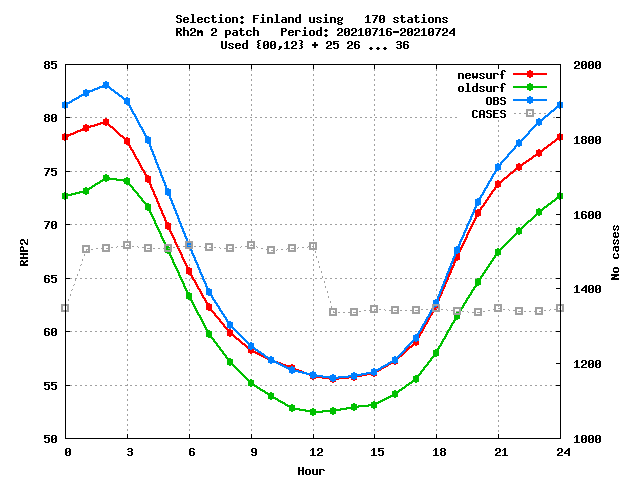 Selection: Finland using   170 stations
Rh2m 2 patch   Period: 20210716-20210724
Used {00,12} + 25 26 ... 36
85
80
75
70
65
60
55
50
RHP2
2000
1800
1600
1400
1200
1000
No cases
newsurf
oldsurf
OBS
CASES
0 3 6 9 12 15 18 21 24
Hour